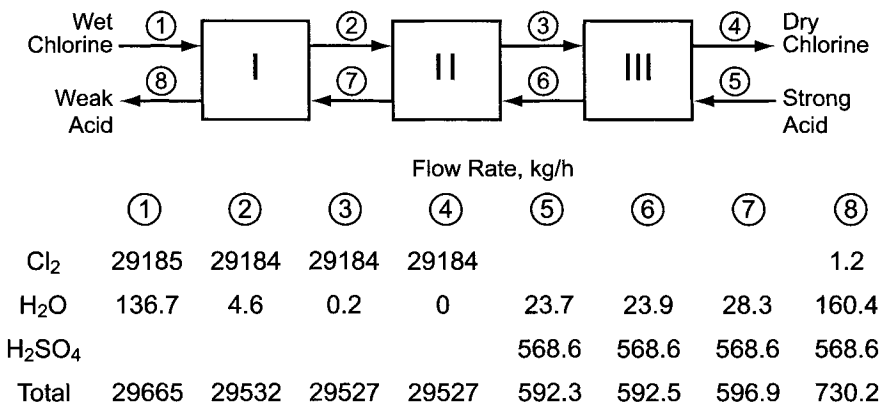 Wet Chlorine ① ② ③ ④ Dry Chlorine
I II III
Weak Acid ⑧ ⑦ ⑥ ⑤ Strong Acid
Flow Rate, kg/h
① ② ③ ④ ⑤ ⑥ ⑦ ⑧
Cl₂ 29185 29184 29184 29184 1.2
H₂O 136.7 4.6 0.2 0 23.7 23.9 28.3 160.4
H₂SO₄ 568.6 568.6 568.6 568.6
Total 29665 29532 29527 29527 592.3 592.5 596.9 730.2